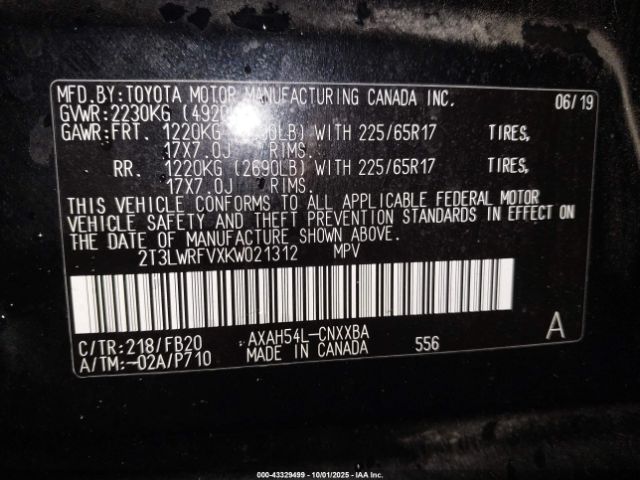 MFD.BY:TOYOTA MOTOR MANUFACTURING CANADA INC. 06/19
GVWR:2230KG (4920
GAWR:FRT. 1220KG LB) WITH 225/65R17 TIRES,
17X7.0J RIMS.
RR. 1220KG (2690LB) WITH 225/65R17 TIRES,
17X7.0J RIMS.
THIS VEHICLE CONFORMS TO ALL APPLICABLE FEDERAL MOTOR
VEHICLE SAFETY AND THEFT PREVENTION STANDARDS IN EFFECT ON
THE DATE OF MANUFACTURE SHOWN ABOVE.
2T3LWRFVXKW021312 MPV
C/TR:218/FB20 AXAH54L-CNXXBA A
A/TM:-02A/P710 MADE IN CANADA 556
000-43329499 - 10/01/2025 - IAA Inc.